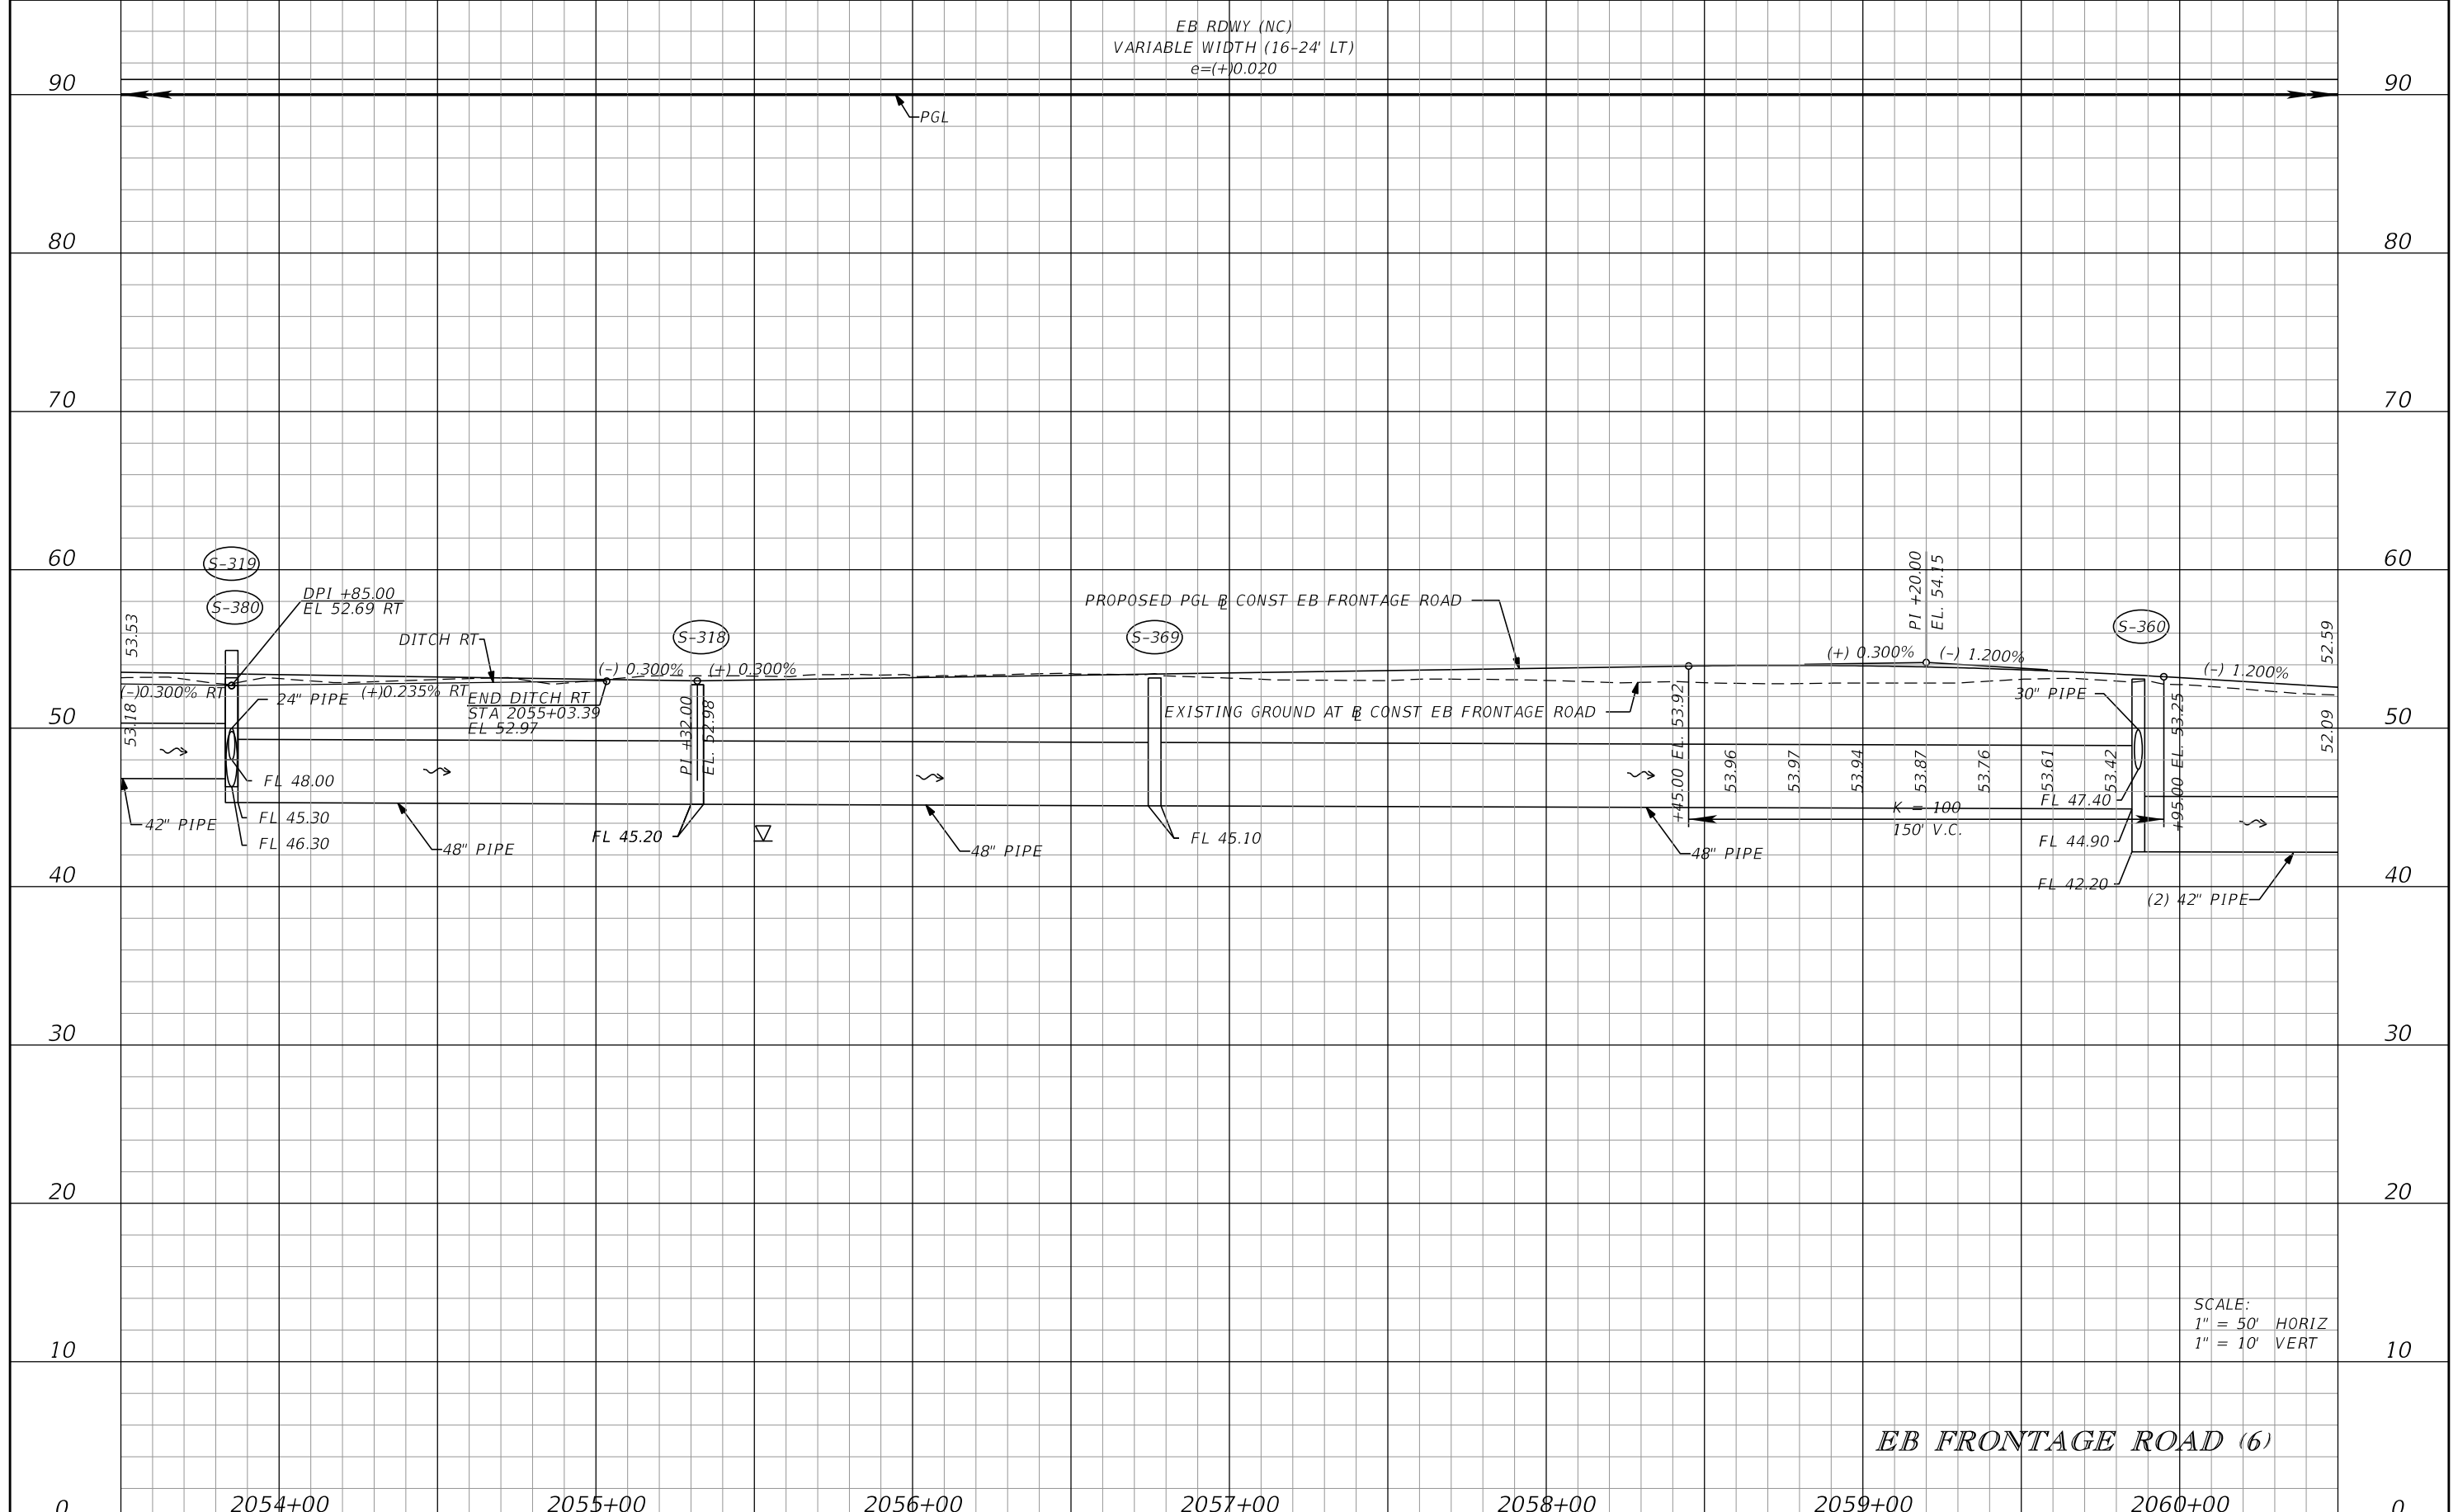 EB RDWY (NC)
VARIABLE WIDTH (16-24' LT)
e=(+)0.020
90
90
PGL
80
80
70
70
60
60
S-319
S-380
DPI +85.00
EL 52.69 RT
DITCH RT
S-318
S-369
PROPOSED PGL ⅊ CONST EB FRONTAGE ROAD
PI +20.00
EL. 54.15
S-360
53.53
52.59
(-) 0.300%
(+) 0.300%
(+) 0.300%
(-) 1.200%
(-) 1.200%
(-)0.300% RT
(+)0.235% RT
24" PIPE
END DITCH RT
STA 2055+03.39
EL 52.97
PI +32.00
EL. 52.98
EXISTING GROUND AT ⅊ CONST EB FRONTAGE ROAD
30" PIPE
50
50
53.18
52.09
+45.00 EL. 53.92
53.96
53.97
53.94
53.87
53.76
53.61
53.42
+95.00 EL. 53.25
FL 48.00
FL 45.30
FL 46.30
42" PIPE
48" PIPE
FL 45.20
48" PIPE
FL 45.10
48" PIPE
K = 100
150' V.C.
FL 47.40
FL 44.90
FL 42.20
(2) 42" PIPE
40
40
30
30
20
20
SCALE:
1" = 50' HORIZ
1" = 10' VERT
10
10
EB FRONTAGE ROAD (6)
0
2054+00
2055+00
2056+00
2057+00
2058+00
2059+00
2060+00
0